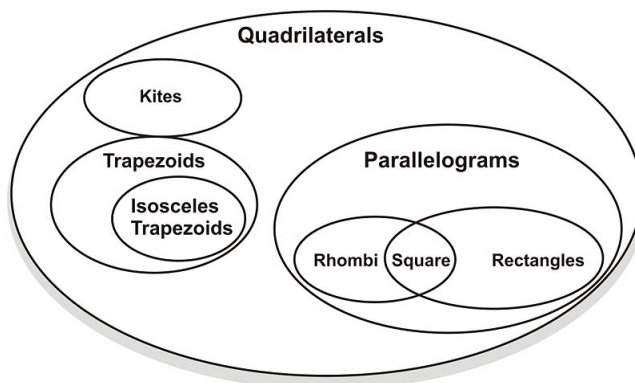 Quadrilaterals
Kites
Trapezoids
Isosceles
Trapezoids
Parallelograms
Rhombi
Square
Rectangles